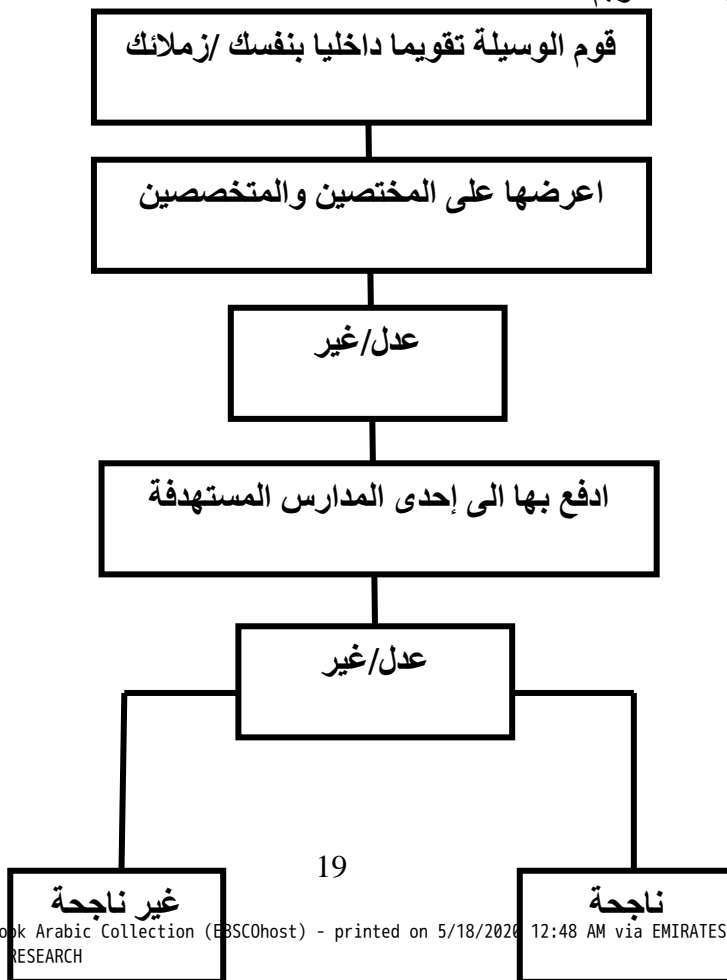 قوم الوسيلة تقويما داخليا بنفسك /زملائك
اعرضها على المختصين والمتخصصين
عدل/غير
ادفع بها الى إحدى المدارس المستهدفة
عدل/غير
19
ناجحة
غير ناجحة
Arabic Collection (EBSCOhost) - printed on 5/18/2020 12:48 AM via EMIRATES
RESEARCH